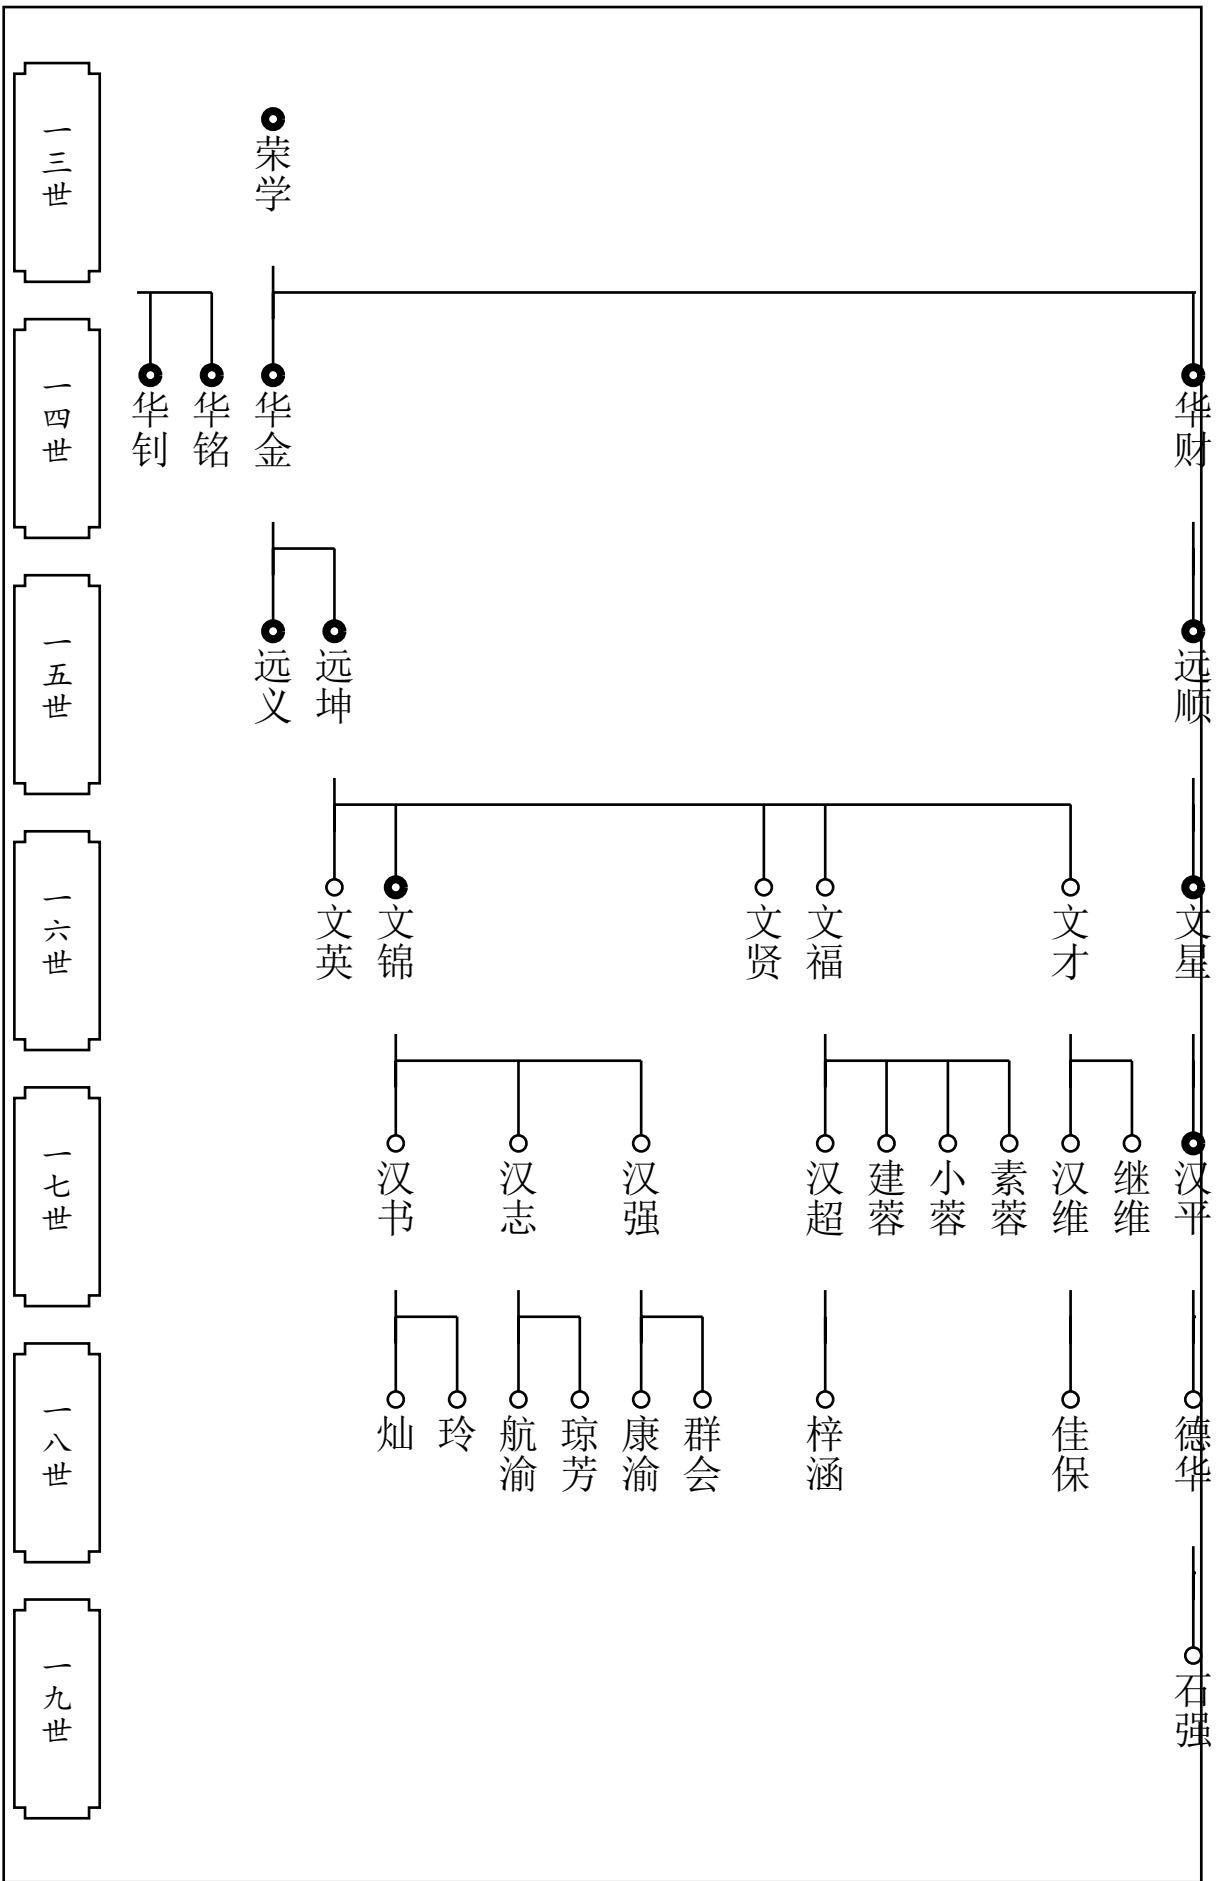 一三世
荣学
一四世
华钊
华铭
华金
华财
一五世
远义
远坤
远顺
一六世
文英
文锦
文贤
文福
文才
文星
一七世
汉书
汉志
汉强
汉超
建蓉
小蓉
素蓉
汉维
继维
汉平
一八世
灿
玲
航渝
琼芳
康渝
群会
梓涵
佳保
德华
一九世
石强